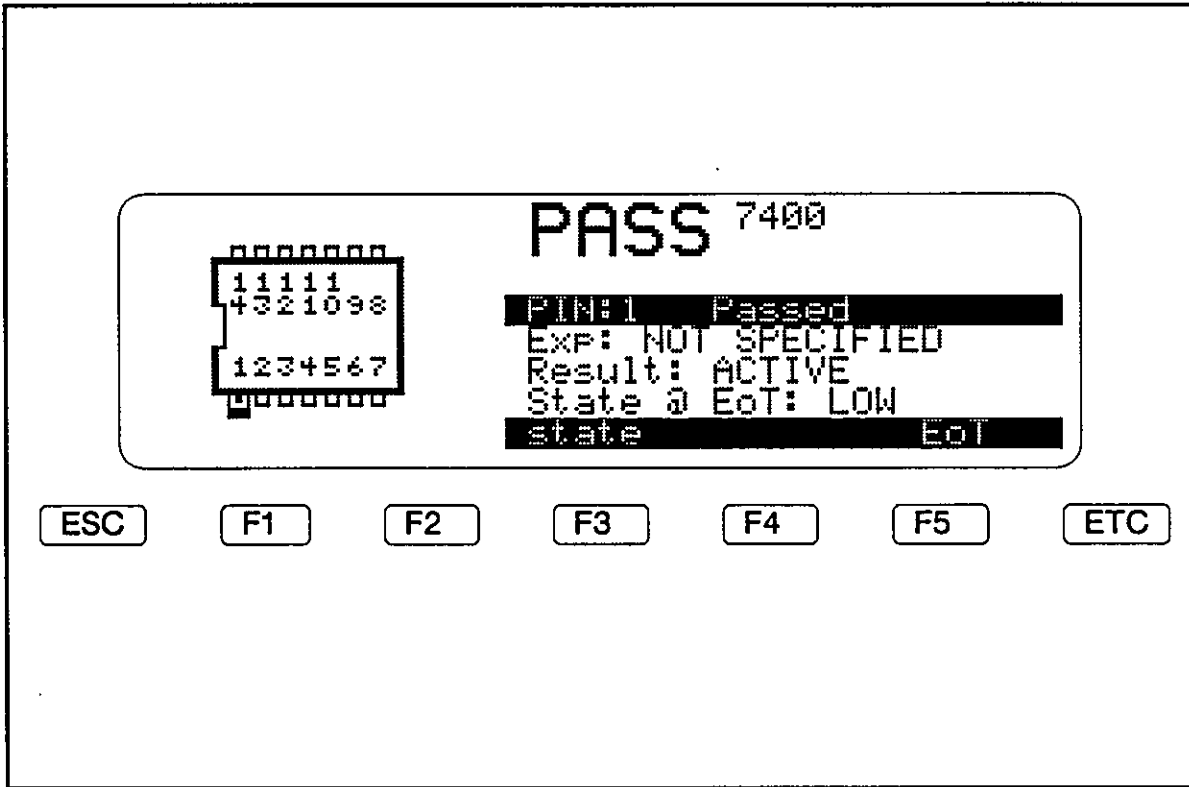 PASS 7400
11111
4321098
1234567
PIN:1 Passed
Exp: NOT SPECIFIED
Result: ACTIVE
State @ EoT: LOW
state EoT
ESC F1 F2 F3 F4 F5 ETC